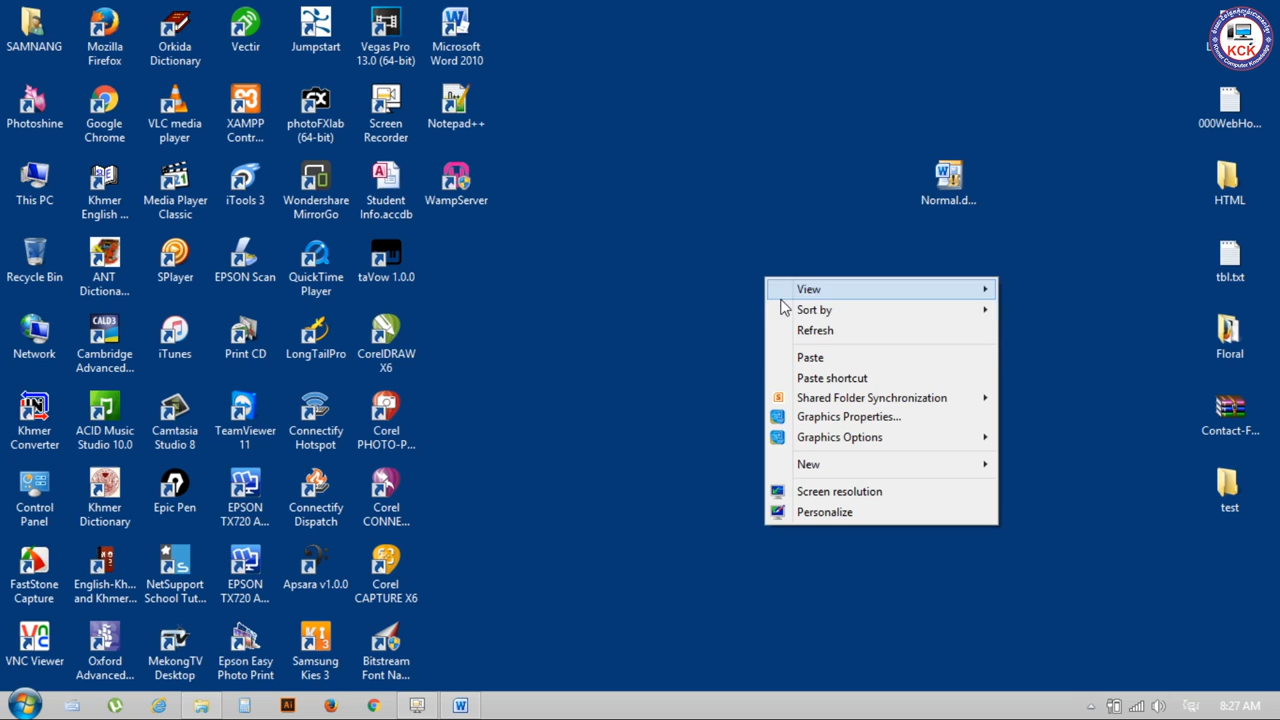 SAMNANG
Mozilla
Firefox
Orkida
Dictionary
Vectir
Jumpstart
Vegas Pro
13.0 (64-bit)
Microsoft
Word 2010
KCK
Photoshine
Google
Chrome
VLC media
player
XAMPP
Contr...
photoFXlab
(64-bit)
Screen
Recorder
Notepad++
000WebHo...
This PC
Khmer
English ...
Media Player
Classic
iTools 3
Wondershare
MirrorGo
Student
Info.accdb
WampServer
Normal.d...
HTML
Recycle Bin
ANT
Dictiona...
SPlayer
EPSON Scan
QuickTime
Player
taVow 1.0.0
tbl.txt
View
Sort by
Refresh
Paste
Paste shortcut
Shared Folder Synchronization
Graphics Properties...
Graphics Options
New
Screen resolution
Personalize
Network
Cambridge
Advanced...
iTunes
Print CD
LongTailPro
CorelDRAW
X6
Floral
Khmer
Converter
ACID Music
Studio 10.0
Camtasia
Studio 8
TeamViewer
11
Connectify
Hotspot
Corel
PHOTO-P...
Contact-F...
Control
Panel
Khmer
Dictionary
Epic Pen
EPSON
TX720 A...
Connectify
Dispatch
Corel
CONNE...
test
FastStone
Capture
English-Kh...
and Khmer...
NetSupport
School Tut...
EPSON
TX720 A...
Apsara v1.0.0
Corel
CAPTURE X6
VNC Viewer
Oxford
Advanced...
MekongTV
Desktop
Epson Easy
Photo Print
Samsung
Kies 3
Bitstream
Font Na...
8:27 AM